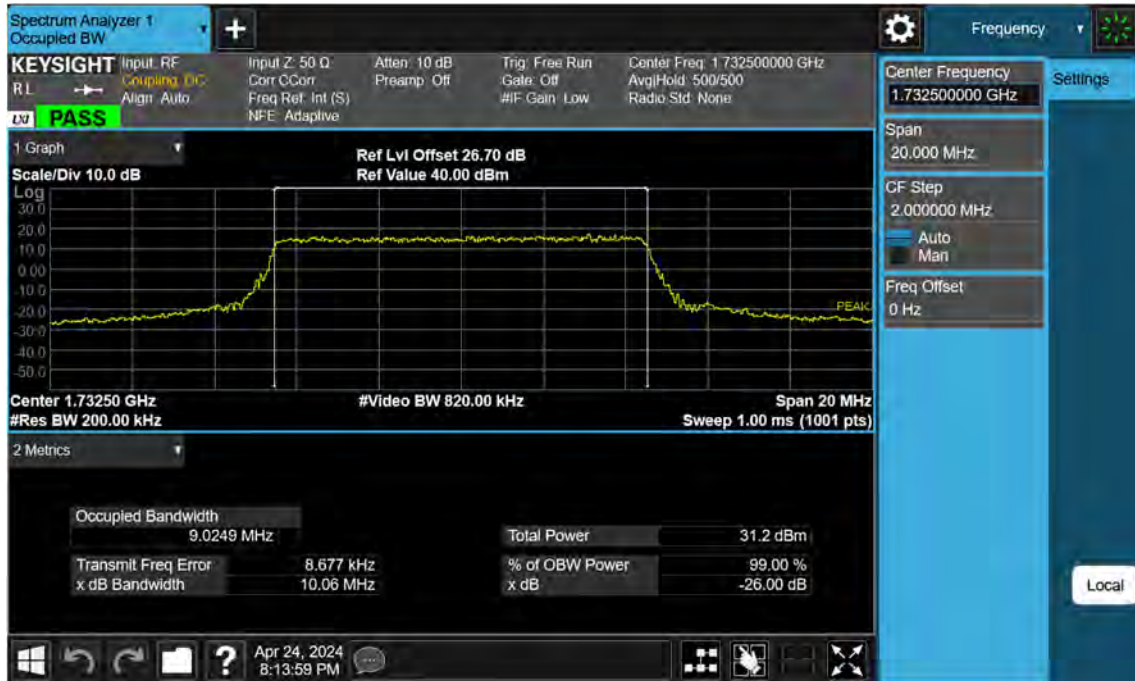 Spectrum Analyzer 1
Occupied BW
+
Frequency
KEYSIGHT Input: RF
RL Coupling: DC
Align: Auto
Input Z: 50 Ω
Corr CCorr
Freq Ref: Int (S)
NFE: Adaptive
Atten: 10 dB
Preamp: Off
Trig: Free Run
Gate: Off
#IF Gain: Low
Center Freq: 1.732500000 GHz
Avg|Hold: 500/500
Radio Std: None
LXI PASS
1 Graph
Scale/Div 10.0 dB
Ref Lvl Offset 26.70 dB
Ref Value 40.00 dBm
Log
30.0
20.0
10.0
0.00
-10.0
-20.0
-30.0
-40.0
-50.0
PEAK
Center 1.73250 GHz
#Video BW 820.00 kHz
Span 20 MHz
#Res BW 200.00 kHz
Sweep 1.00 ms (1001 pts)
2 Metrics
Occupied Bandwidth
9.0249 MHz
Total Power 31.2 dBm
Transmit Freq Error 8.677 kHz
% of OBW Power 99.00 %
x dB Bandwidth 10.06 MHz
x dB -26.00 dB
Center Frequency
1.732500000 GHz
Settings
Span
20.000 MHz
CF Step
2.000000 MHz
Auto
Man
Freq Offset
0 Hz
Local
?
Apr 24, 2024
8:13:59 PM